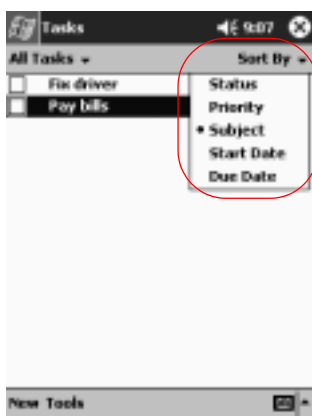 Tasks 9:07
All Tasks Sort By
Fix driver
Pay bills
Status
Priority
• Subject
Start Date
Due Date
New Tools